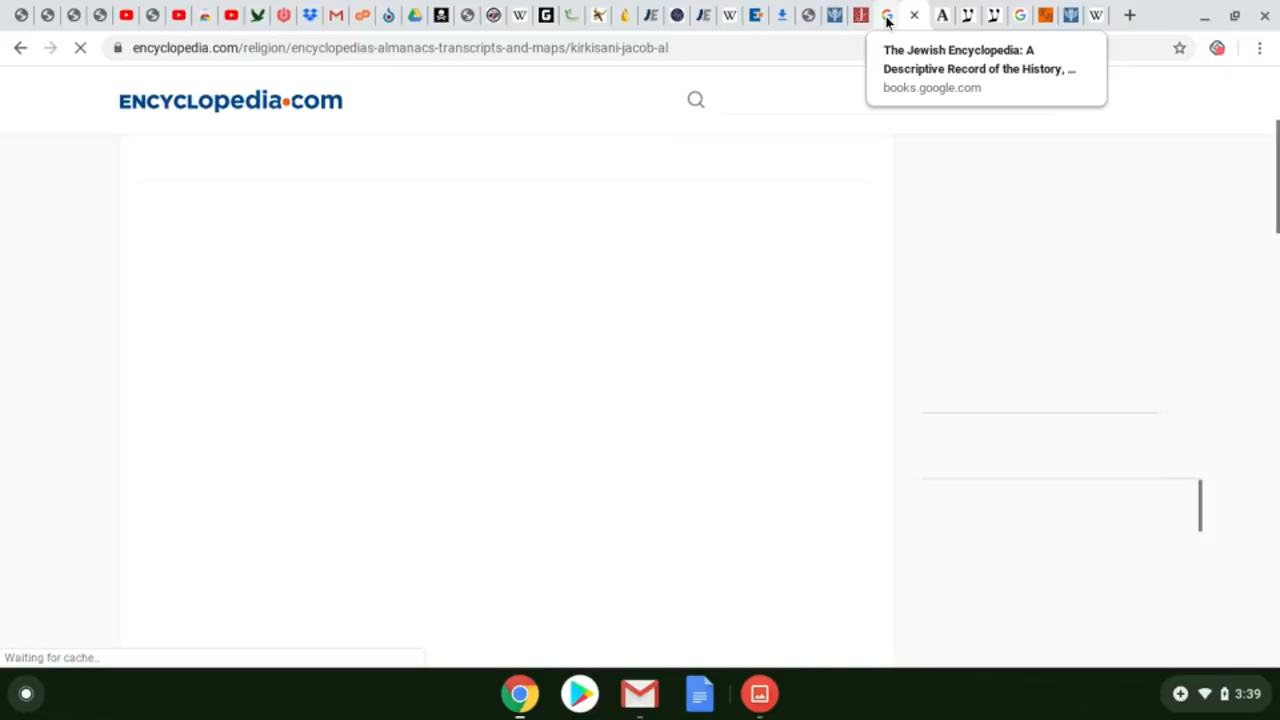 encyclopedia.com/religion/encyclopedias-almanacs-transcripts-and-maps/kirkisani-jacob-al
The Jewish Encyclopedia: A
Descriptive Record of the History, ...
books.google.com
ENCYCLopedia.com
Waiting for cache...
3:39